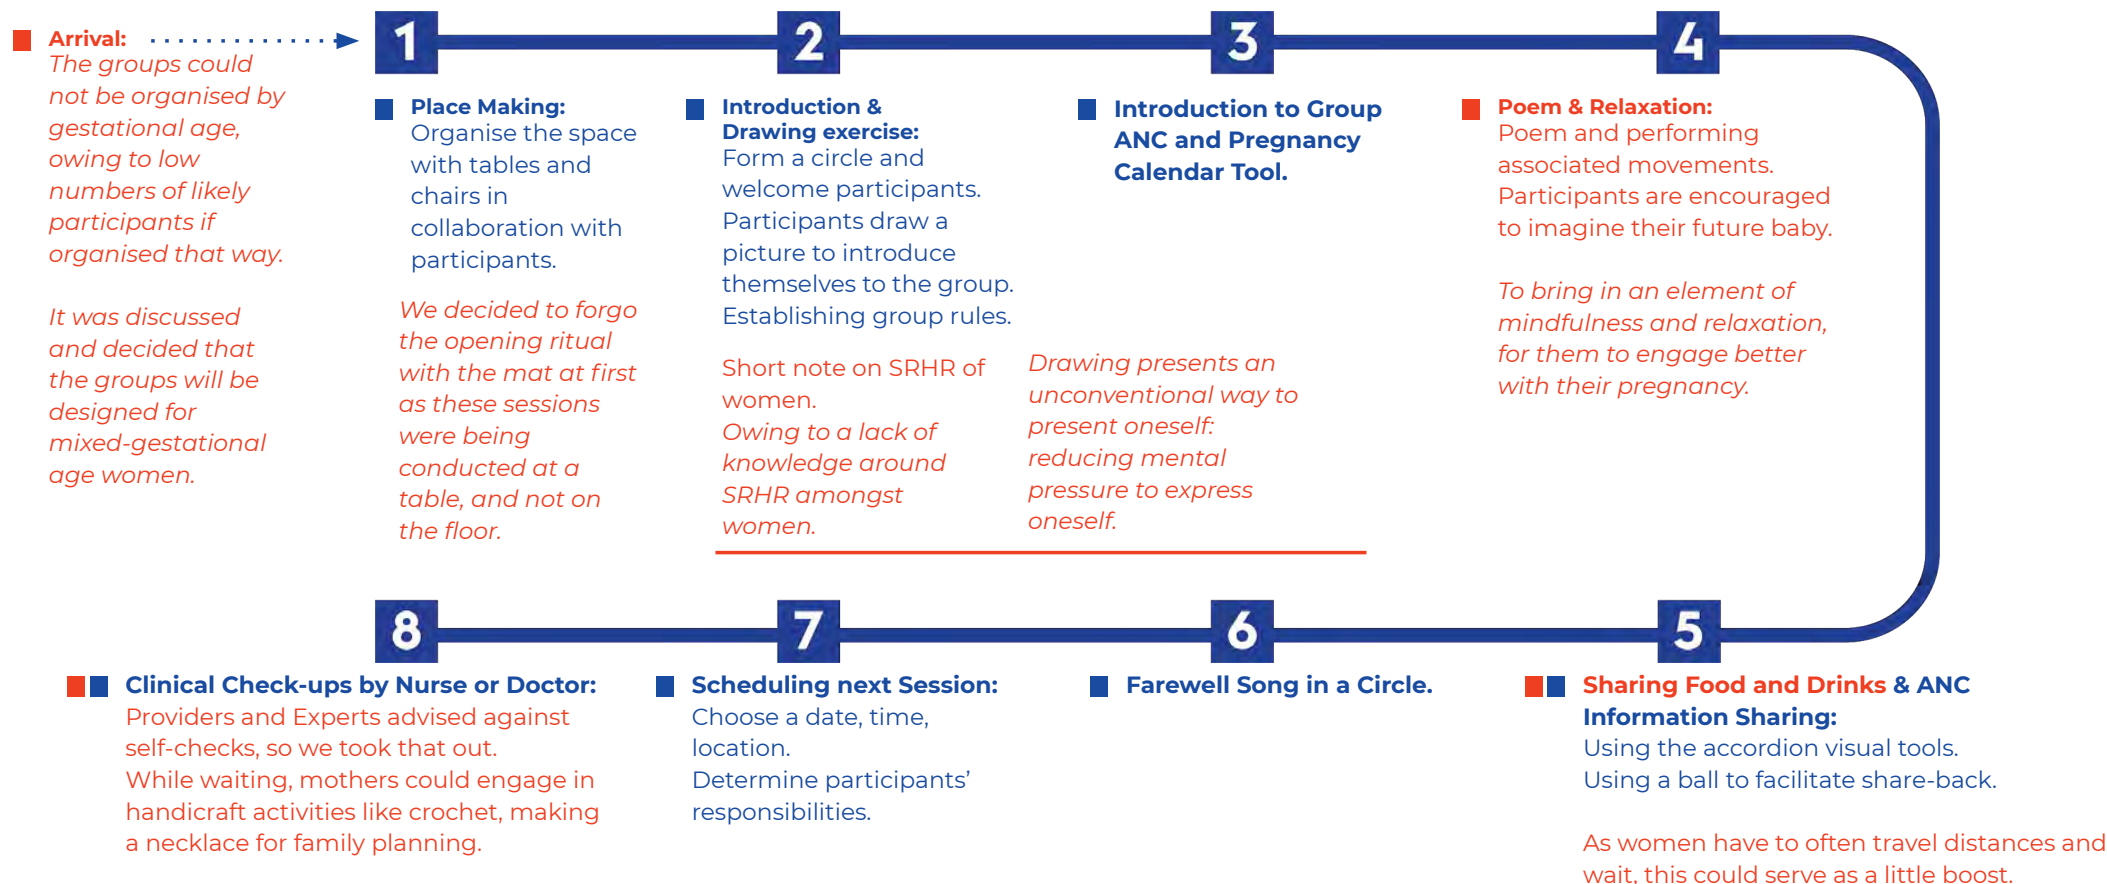 Arrival:
The groups could
not be organised by
gestational age,
owing to low
numbers of likely
participants if
organised that way.
It was discussed
and decided that
the groups will be
designed for
mixed-gestational
age women.
1
Place Making:
Organise the space
with tables and
chairs in
collaboration with
participants.
We decided to forgo
the opening ritual
with the mat at first
as these sessions
were being
conducted at a
table, and not on
the floor.
2
Introduction &
Drawing exercise:
Form a circle and
welcome participants.
Participants draw a
picture to introduce
themselves to the group.
Establishing group rules.
Short note on SRHR of
women.
Owing to a lack of
knowledge around
SRHR amongst
women.
Drawing presents an
unconventional way to
present oneself:
reducing mental
pressure to express
oneself.
3
Introduction to Group
ANC and Pregnancy
Calendar Tool.
4
Poem & Relaxation:
Poem and performing
associated movements.
Participants are encouraged
to imagine their future baby.
To bring in an element of
mindfulness and relaxation,
for them to engage better
with their pregnancy.
5
Sharing Food and Drinks & ANC
Information Sharing:
Using the accordion visual tools.
Using a ball to facilitate share-back.
As women have to often travel distances and
wait, this could serve as a little boost.
6
Farewell Song in a Circle.
7
Scheduling next Session:
Choose a date, time,
location.
Determine participants'
responsibilities.
8
Clinical Check-ups by Nurse or Doctor:
Providers and Experts advised against
self-checks, so we took that out.
While waiting, mothers could engage in
handicraft activities like crochet, making
a necklace for family planning.